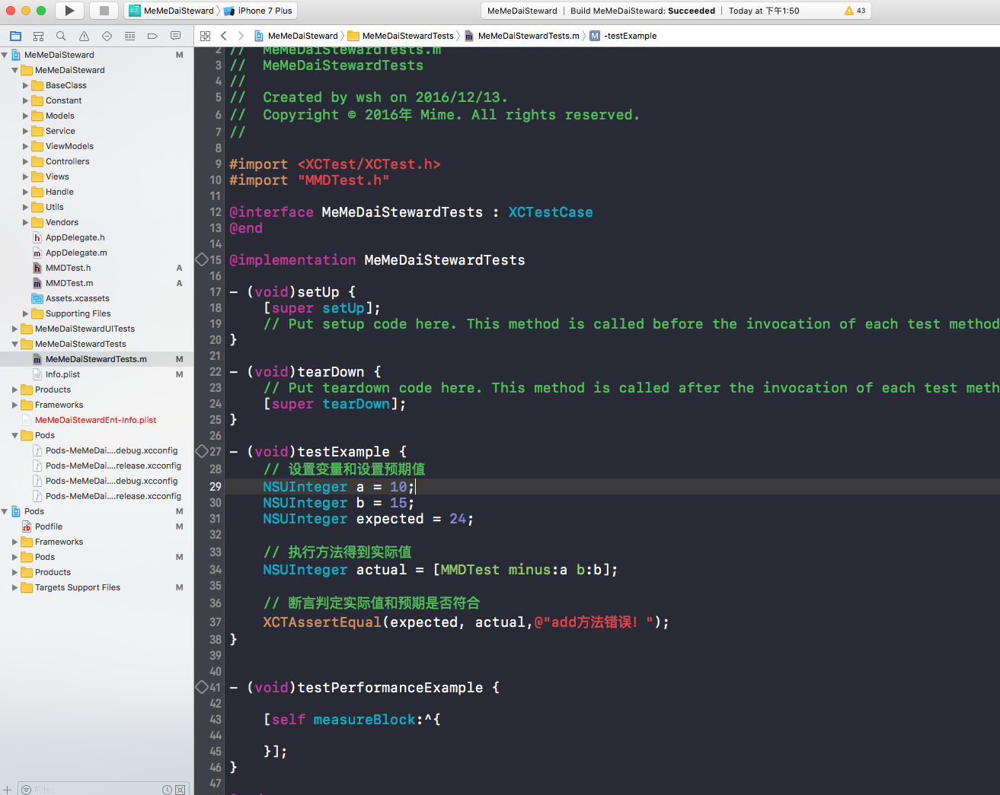 MeMeDaiSteward iPhone 7 Plus
MeMeDaiSteward Build MeMeDaiSteward: Succeeded Today at 下午1:50 43
MeMeDaiSteward MeMeDaiStewardTests MeMeDaiStewardTests.m M -testExample
MeMeDaiSteward M
MeMeDaiSteward
BaseClass
Constant
Models
Service
ViewModels
Controllers
Views
Handle
Utils
Vendors
h AppDelegate.h
m AppDelegate.m
h MMDTest.h A
m MMDTest.m A
Assets.xcassets
Supporting Files
MeMeDaiStewardUITests
MeMeDaiStewardTests
m MeMeDaiStewardTests.m M
Info.plist M
Products
Frameworks
MeMeDaiStewardEnt-Info.plist
Pods
Pods-MeMeDai....debug.xcconfig
Pods-MeMeDai....release.xcconfig
Pods-MeMeDai....debug.xcconfig
Pods-MeMeDai....release.xcconfig
Pods M
rb Podfile M
Frameworks
Pods M
Products
Targets Support Files M
Filter
2 //  MeMeDaiStewardTests.m
3 //  MeMeDaiStewardTests
4 //
5 //  Created by wsh on 2016/12/13.
6 //  Copyright © 2016年 Mime. All rights reserved.
7 //
8
9 #import <XCTest/XCTest.h>
10 #import "MMDTest.h"
11
12 @interface MeMeDaiStewardTests : XCTestCase
13 @end
14
15 @implementation MeMeDaiStewardTests
16
17 - (void)setUp {
18     [super setUp];
19     // Put setup code here. This method is called before the invocation of each test method
20 }
21
22 - (void)tearDown {
23     // Put teardown code here. This method is called after the invocation of each test meth
24     [super tearDown];
25 }
26
27 - (void)testExample {
28     // 设置变量和设置预期值
29     NSUInteger a = 10;
30     NSUInteger b = 15;
31     NSUInteger expected = 24;
32
33     // 执行方法得到实际值
34     NSUInteger actual = [MMDTest minus:a b:b];
35
36     // 断言判定实际值和预期是否符合
37     XCTAssertEqual(expected, actual,@"add方法错误！");
38 }
39
40
41 - (void)testPerformanceExample {
42
43     [self measureBlock:^{
44
45     }];
46 }
47